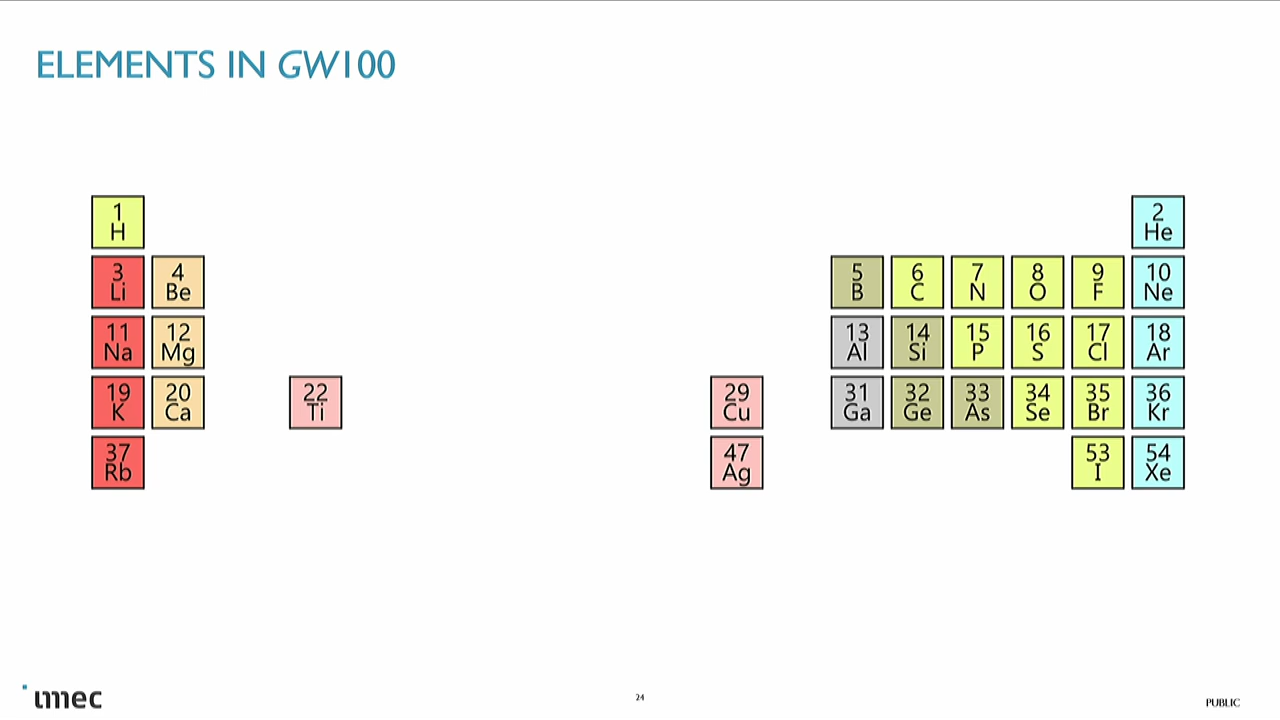 ELEMENTS IN GW100
1 H
2 He
3 Li
4 Be
5 B
6 C
7 N
8 O
9 F
10 Ne
11 Na
12 Mg
13 Al
14 Si
15 P
16 S
17 Cl
18 Ar
19 K
20 Ca
22 Ti
29 Cu
31 Ga
32 Ge
33 As
34 Se
35 Br
36 Kr
37 Rb
47 Ag
53 I
54 Xe
imec
24
PUBLIC